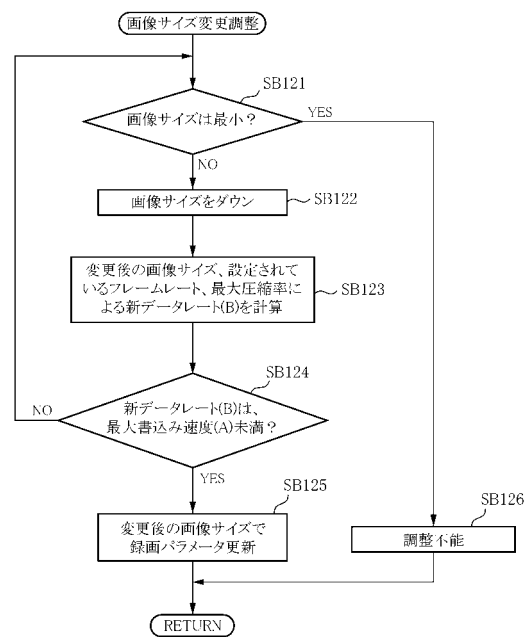 画像サイズ変更調整
SB121
画像サイズは最小？
YES
NO
画像サイズをダウン
SB122
変更後の画像サイズ、設定されて
いるフレームレート、最大圧縮率に
よる新データレート(B)を計算
SB123
SB124
NO
新データレート(B)は、
最大書込み速度(A)未満？
YES
SB125
変更後の画像サイズで
録画パラメータ更新
SB126
調整不能
RETURN